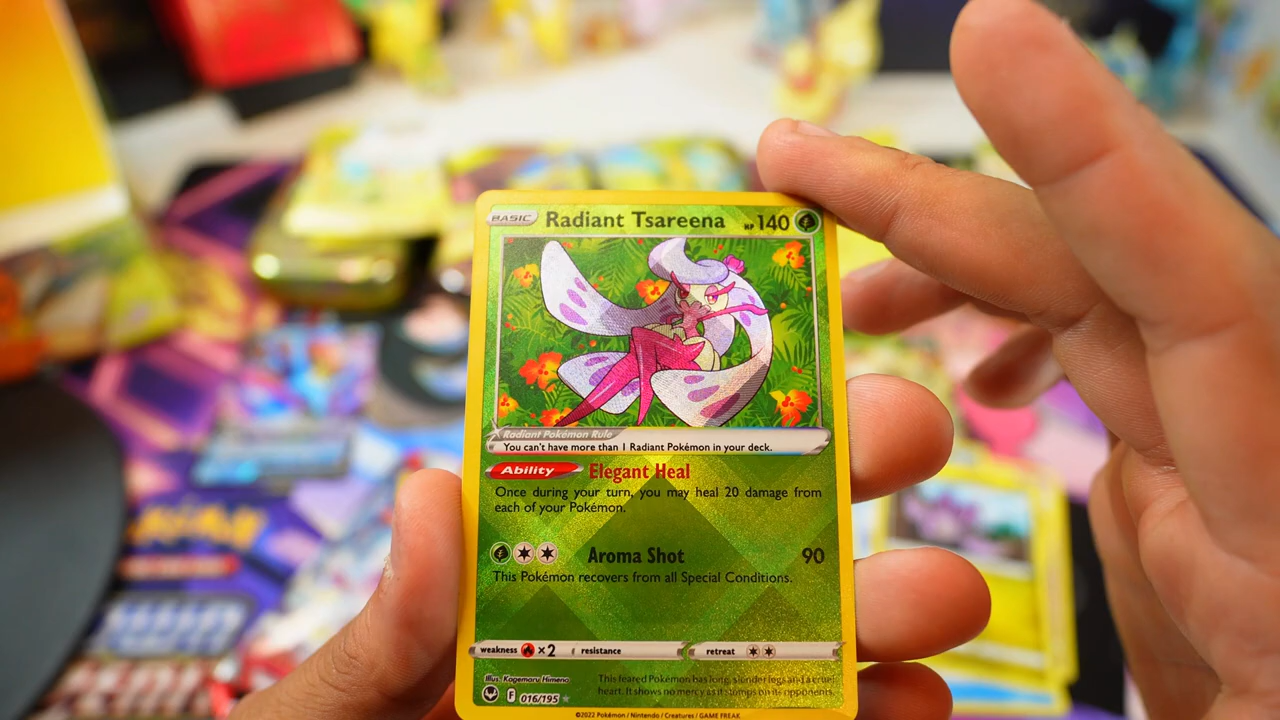 BASIC Radiant Tsareena HP 140
Radiant Pokémon Rule
You can't have more than 1 Radiant Pokémon in your deck.
Ability Elegant Heal
Once during your turn, you may heal 20 damage from
each of your Pokémon.
Aroma Shot 90
This Pokémon recovers from all Special Conditions.
weakness ×2 resistance retreat
Illus. Kagemaru Himeno
F 016/195
This feared Pokémon has long, slender legs and a cruel
heart. It shows no mercy as it stomps on its opponents.
©2022 Pokémon / Nintendo / Creatures / GAME FREAK